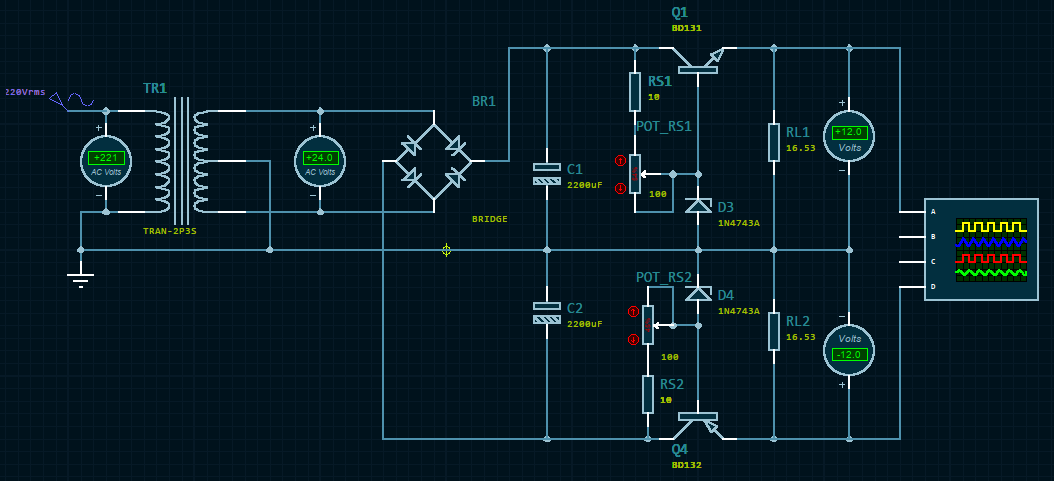 Q1
BD131
220Vrms
TR1
BR1
RS1
10
POT_RS1
+
+221
AC Volts
−
+
+24.0
AC Volts
−
C1
2200uF
100
RL1
16.53
+
+12.0
Volts
−
D3
1N4743A
TRAN-2P3S
BRIDGE
A
B
C
D
POT_RS2
D4
1N4743A
C2
2200uF
100
RL2
16.53
−
Volts
-12.0
+
RS2
10
Q4
BD132